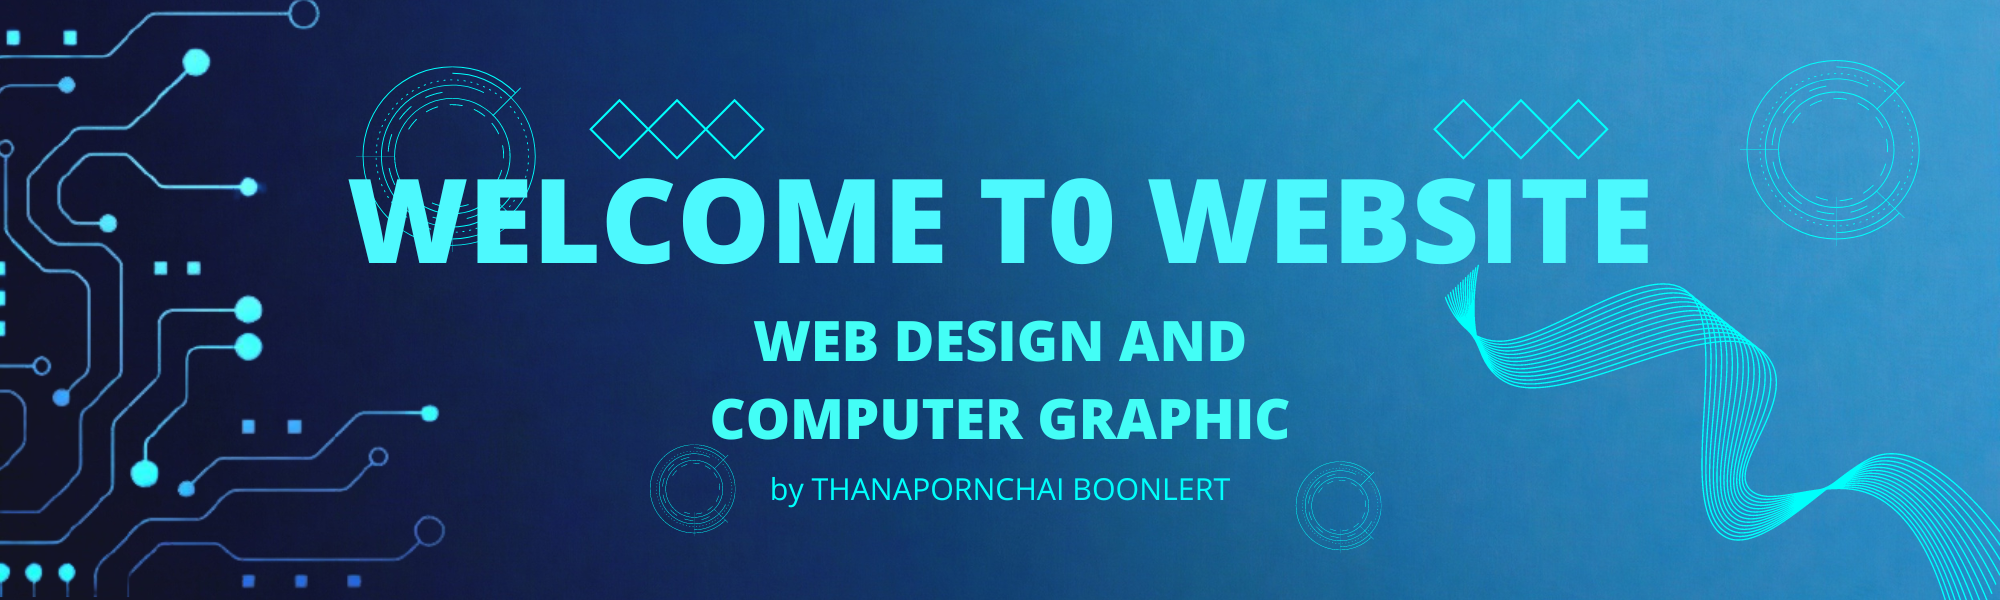 WELCOME T0 WEBSITE
WEB DESIGN AND
COMPUTER GRAPHIC
by THANAPORNCHAI BOONLERT